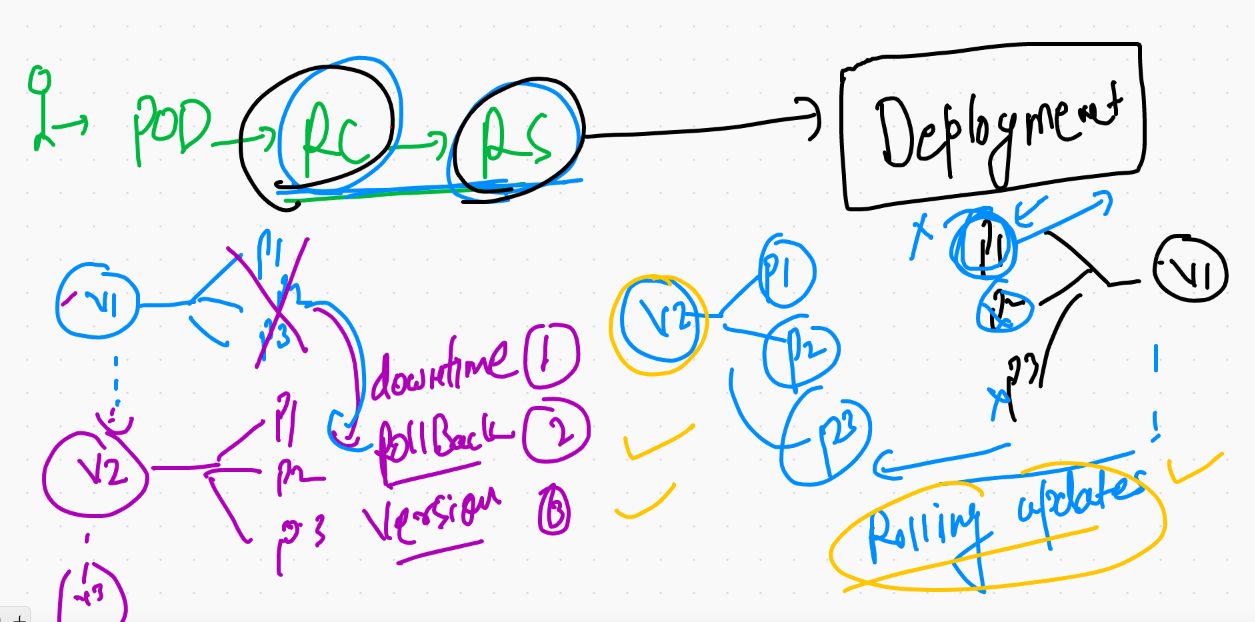 POD RC RS Deployment
V1 P1
P3
V2 P1
P2
P3
v3
downtime 1
RollBack 2
Version 3
V2 P1
P2
P3
P1 V1
P2
P3
Rolling updates